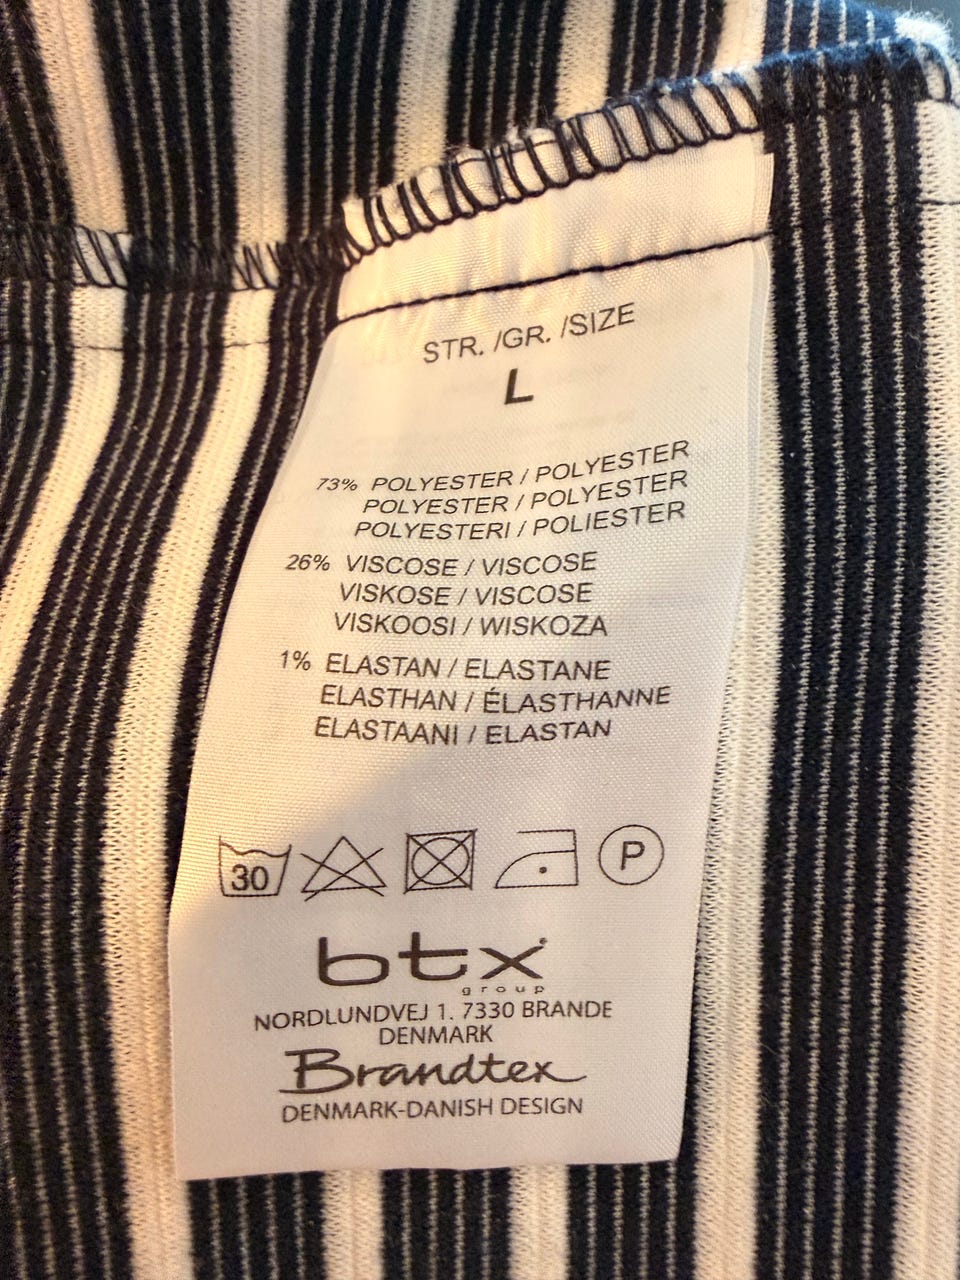 STR. /GR. /SIZE
L
73% POLYESTER / POLYESTER
POLYESTER / POLYESTER
POLYESTERI / POLIESTER
26% VISCOSE / VISCOSE
VISKOSE / VISCOSE
VISKOOSI / WISKOZA
1% ELASTAN / ELASTANE
ELASTHAN / ÉLASTHANNE
ELASTAANI / ELASTAN
30 P
btx
group
NORDLUNDVEJ 1. 7330 BRANDE
DENMARK
Brandtex
DENMARK-DANISH DESIGN